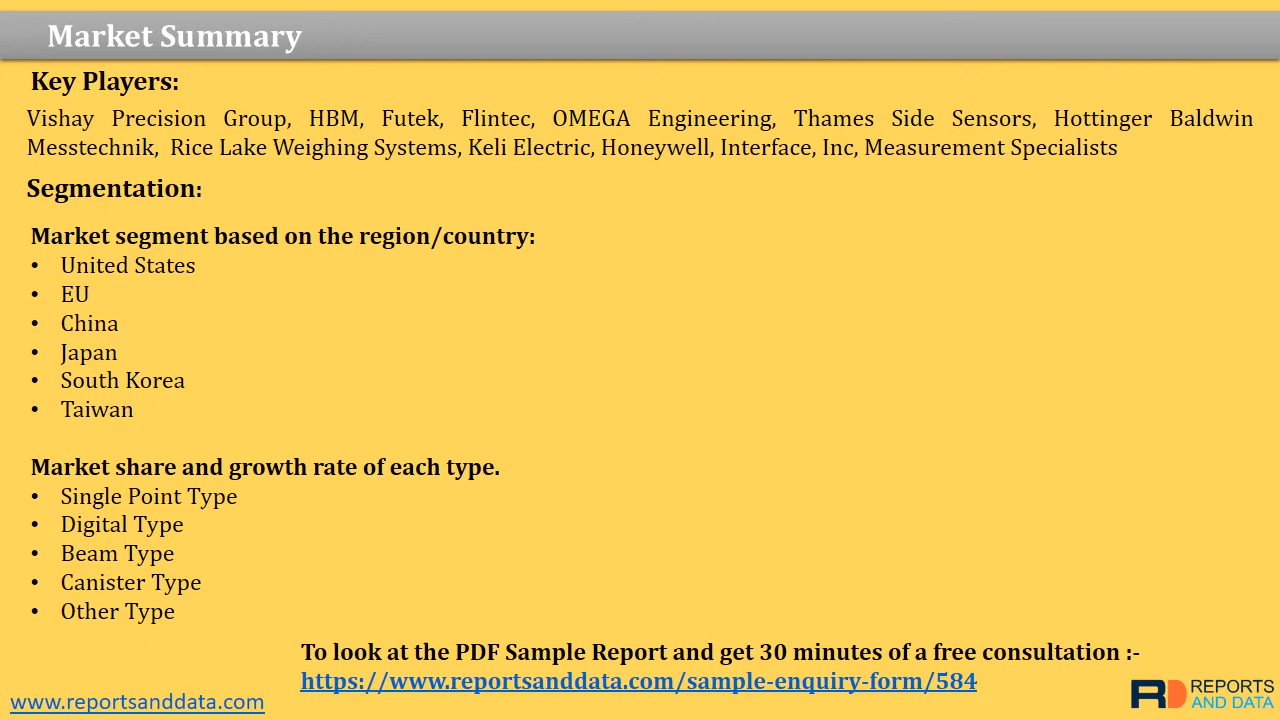 Market Summary
Key Players:
Vishay Precision Group, HBM, Futek, Flintec, OMEGA Engineering, Thames Side Sensors, Hottinger Baldwin
Messtechnik, Rice Lake Weighing Systems, Keli Electric, Honeywell, Interface, Inc, Measurement Specialists
Segmentation:
Market segment based on the region/country:
• United States
• EU
• China
• Japan
• South Korea
• Taiwan
Market share and growth rate of each type.
• Single Point Type
• Digital Type
• Beam Type
• Canister Type
• Other Type
To look at the PDF Sample Report and get 30 minutes of a free consultation :-
https://www.reportsanddata.com/sample-enquiry-form/584
www.reportsanddata.com
RD REPORTS
AND DATA